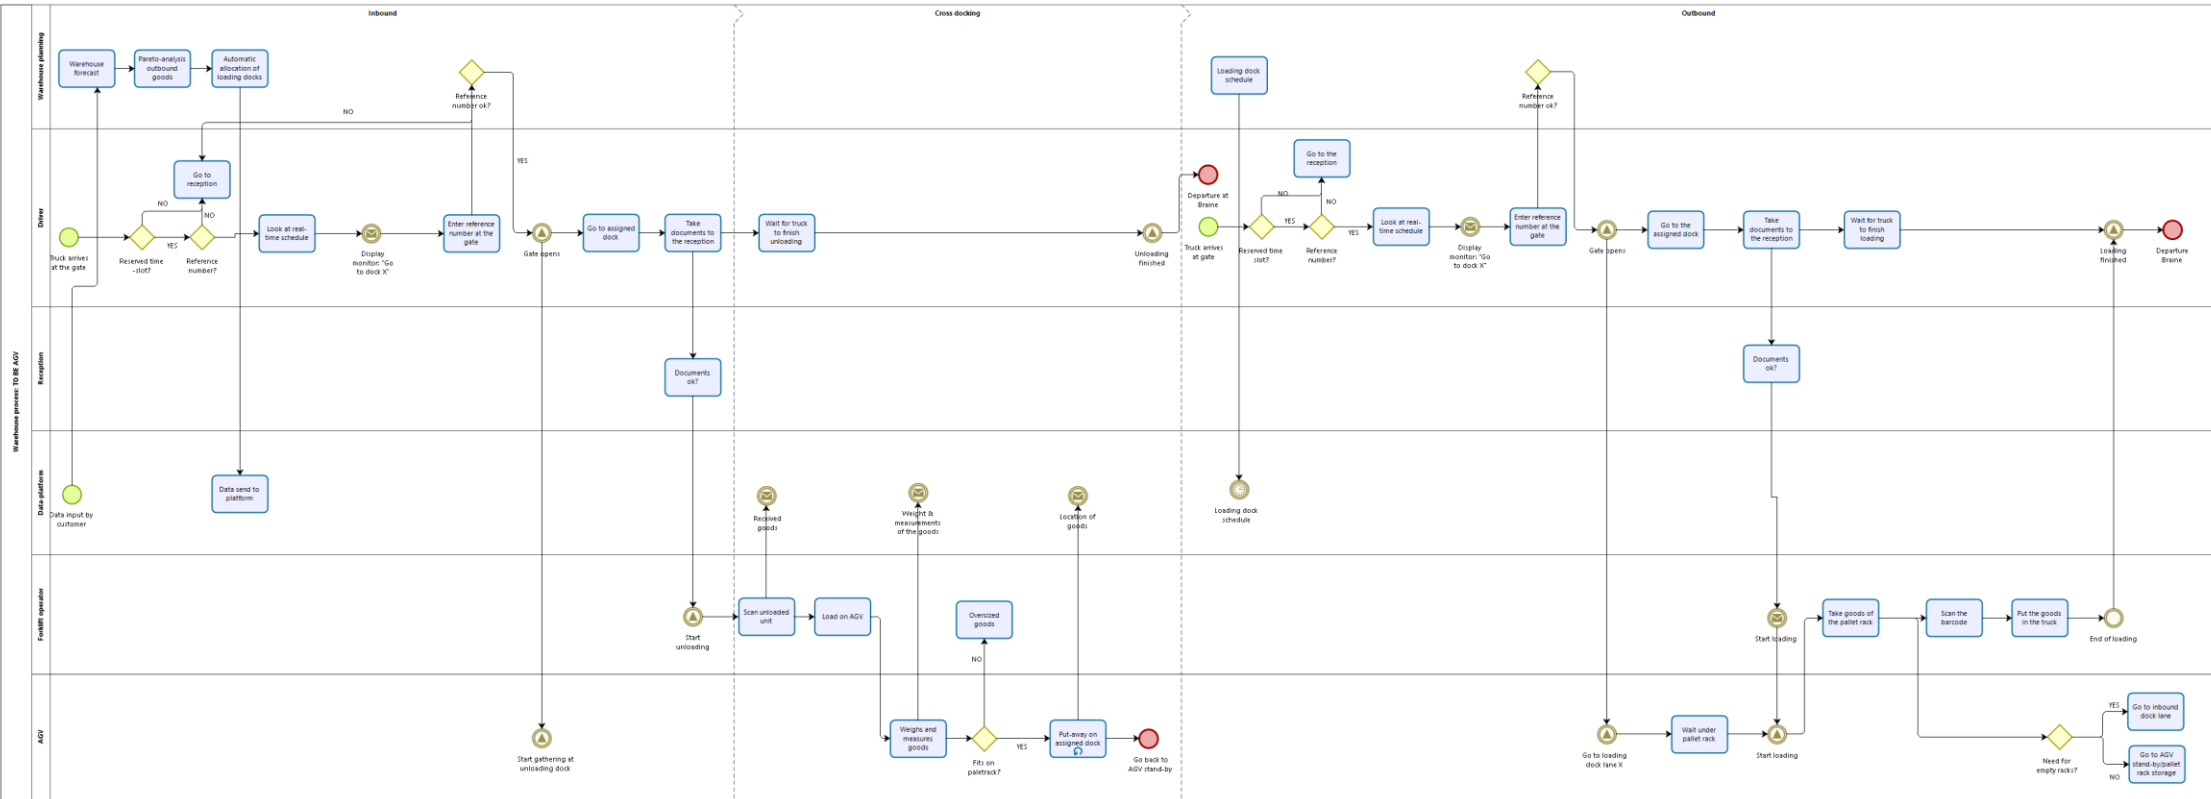 Inbound
Cross docking
Outbound
Warehouse process: TO BE AGV
Warehouse planning
Warehouse
forecast
Pareto-analysis
outbound
goods
Automatic
allocation of
loading docks
Reference
number ok?
NO
YES
Loading dock
schedule
Reference
number ok?
Driver
Truck arrives
at the gate
Go to
reception
NO
NO
YES
Reserved time
-slot?
Reference
number?
Look at real-
time schedule
Display
monitor: "Go
to dock X"
Enter reference
number at the
gate
Gate opens
Go to assigned
dock
Take
documents to
the reception
Wait for truck
to finish
unloading
Unloading
finished
Departure at
Braine
Truck arrives
at gate
Go to the
reception
NO
NO
YES
YES
Reserved time
slot?
Reference
number?
Look at real-
time schedule
Display
monitor: "Go
to dock X"
Enter reference
number at the
gate
Gate opens
Go to the
assigned dock
Take
documents to
the reception
Wait for truck
to finish
loading
Loading
finished
Departure
Braine
Reception
Documents
ok?
Documents
ok?
Data-platform
Data input by
customer
Data send to
platform
Received
goods
Weight &
measurements
of the goods
Location of
goods
Loading dock
schedule
Forklift operator
Start
unloading
Scan unloaded
unit
Load on AGV
Oversized
goods
NO
Start loading
Take goods of
the pallet rack
Scan the
barcode
Put the goods
in the truck
End of loading
AGV
Start gathering at
unloading dock
Weighs and
measures
goods
Fits on
paletrack?
YES
Put-away on
assigned dock
Go back to
AGV stand-by
Go to loading
dock lane X
Wait under
pallet rack
Start loading
Need for
empty racks?
YES
NO
Go to inbound
dock lane
Go to AGV
stand-by/pallet
rack storage